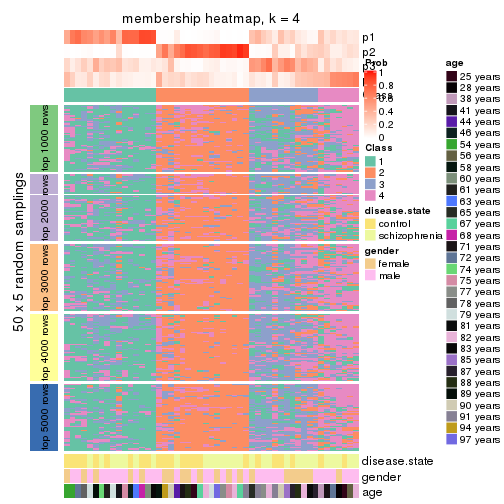 membership heatmap, k = 4
p1
p2
p3
Prob
1
0.8
0.6
0.4
0.2
0
Class
1
2
3
4
disease.state
control
schizophrenia
gender
female
male
age
25 years
28 years
38 years
41 years
44 years
46 years
54 years
56 years
58 years
60 years
61 years
63 years
65 years
67 years
68 years
71 years
72 years
74 years
75 years
77 years
78 years
79 years
81 years
82 years
83 years
85 years
87 years
88 years
89 years
90 years
91 years
94 years
97 years
50 x 5 random samplings
top 1000 rows
top 2000 rows
top 3000 rows
top 4000 rows
top 5000 rows
disease.state
gender
age